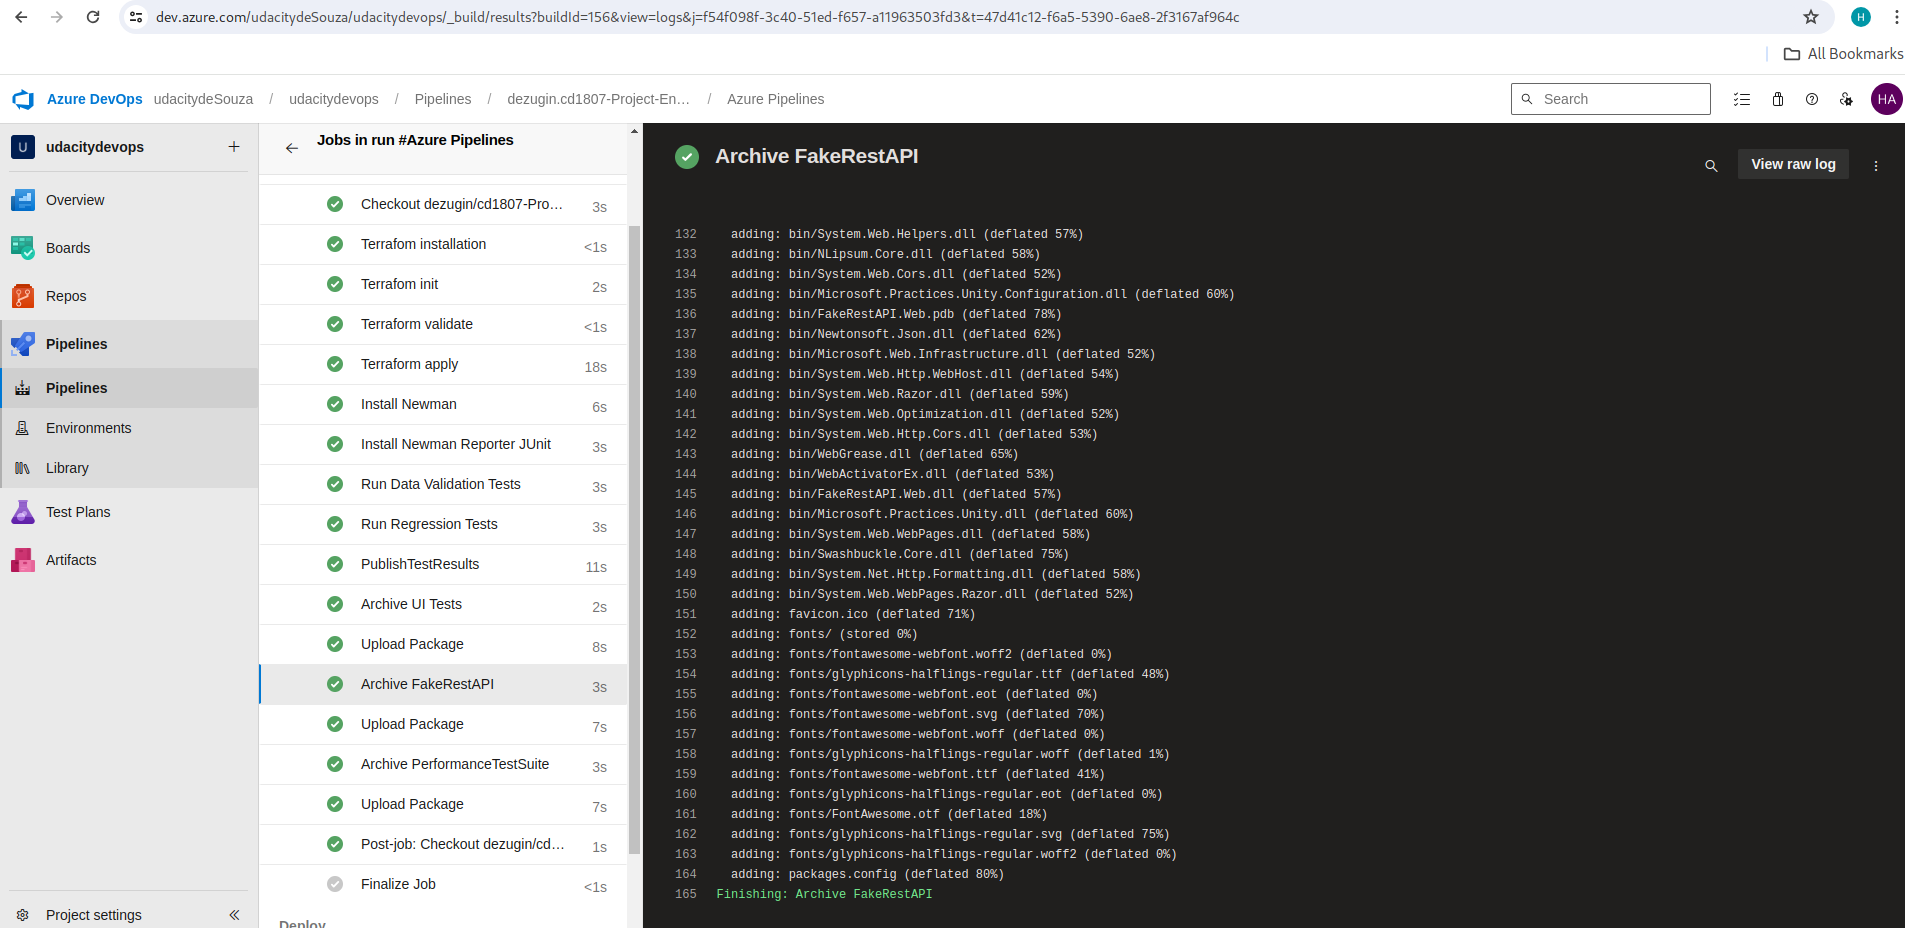 dev.azure.com/udacitydeSouza/udacitydevops/_build/results?buildId=156&view=logs&j=f54f098f-3c40-51ed-f657-a11963503fd3&t=47d41c12-f6a5-5390-6ae8-2f3167af964c
H
All Bookmarks
Azure DevOps udacitydeSouza / udacitydevops / Pipelines / dezugin.cd1807-Project-En... / Azure Pipelines
Search
HA
U udacitydevops +
Overview
Boards
Repos
Pipelines
Pipelines
Environments
Library
Test Plans
Artifacts
Project settings
Jobs in run #Azure Pipelines
Checkout dezugin/cd1807-Pro... 3s
Terrafom installation <1s
Terrafom init 2s
Terraform validate <1s
Terraform apply 18s
Install Newman 6s
Install Newman Reporter JUnit 3s
Run Data Validation Tests 3s
Run Regression Tests 3s
PublishTestResults 11s
Archive UI Tests 2s
Upload Package 8s
Archive FakeRestAPI 3s
Upload Package 7s
Archive PerformanceTestSuite 3s
Upload Package 7s
Post-job: Checkout dezugin/cd... 1s
Finalize Job <1s
Deploy
Archive FakeRestAPI
View raw log
132 adding: bin/System.Web.Helpers.dll (deflated 57%)
133 adding: bin/NLipsum.Core.dll (deflated 58%)
134 adding: bin/System.Web.Cors.dll (deflated 52%)
135 adding: bin/Microsoft.Practices.Unity.Configuration.dll (deflated 60%)
136 adding: bin/FakeRestAPI.Web.pdb (deflated 78%)
137 adding: bin/Newtonsoft.Json.dll (deflated 62%)
138 adding: bin/Microsoft.Web.Infrastructure.dll (deflated 52%)
139 adding: bin/System.Web.Http.WebHost.dll (deflated 54%)
140 adding: bin/System.Web.Razor.dll (deflated 59%)
141 adding: bin/System.Web.Optimization.dll (deflated 52%)
142 adding: bin/System.Web.Http.Cors.dll (deflated 53%)
143 adding: bin/WebGrease.dll (deflated 65%)
144 adding: bin/WebActivatorEx.dll (deflated 53%)
145 adding: bin/FakeRestAPI.Web.dll (deflated 57%)
146 adding: bin/Microsoft.Practices.Unity.dll (deflated 60%)
147 adding: bin/System.Web.WebPages.dll (deflated 58%)
148 adding: bin/Swashbuckle.Core.dll (deflated 75%)
149 adding: bin/System.Net.Http.Formatting.dll (deflated 58%)
150 adding: bin/System.Web.WebPages.Razor.dll (deflated 52%)
151 adding: favicon.ico (deflated 71%)
152 adding: fonts/ (stored 0%)
153 adding: fonts/fontawesome-webfont.woff2 (deflated 0%)
154 adding: fonts/glyphicons-halflings-regular.ttf (deflated 48%)
155 adding: fonts/fontawesome-webfont.eot (deflated 0%)
156 adding: fonts/fontawesome-webfont.svg (deflated 70%)
157 adding: fonts/fontawesome-webfont.woff (deflated 0%)
158 adding: fonts/glyphicons-halflings-regular.woff (deflated 1%)
159 adding: fonts/fontawesome-webfont.ttf (deflated 41%)
160 adding: fonts/glyphicons-halflings-regular.eot (deflated 0%)
161 adding: fonts/FontAwesome.otf (deflated 18%)
162 adding: fonts/glyphicons-halflings-regular.svg (deflated 75%)
163 adding: fonts/glyphicons-halflings-regular.woff2 (deflated 0%)
164 adding: packages.config (deflated 80%)
165 Finishing: Archive FakeRestAPI